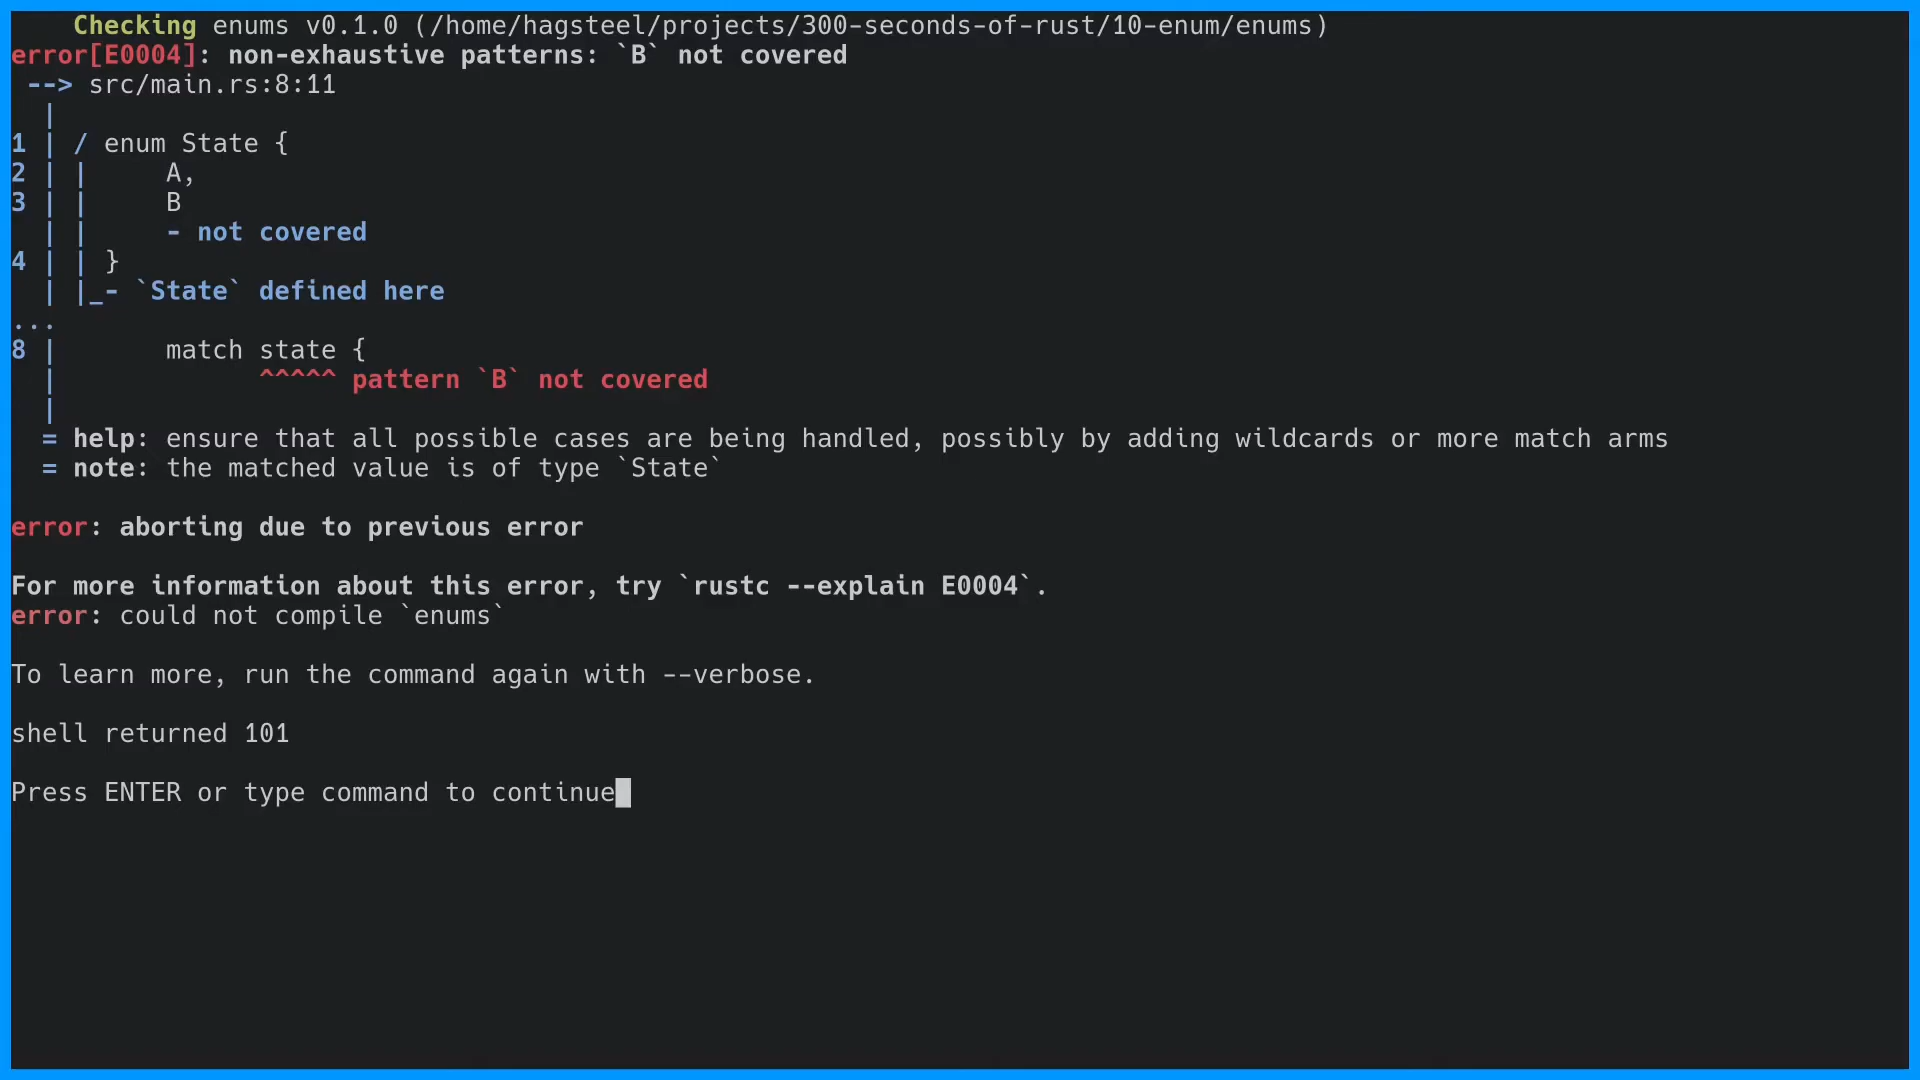 Checking enums v0.1.0 (/home/hagsteel/projects/300-seconds-of-rust/10-enum/enums)
error[E0004]: non-exhaustive patterns: `B` not covered
 --> src/main.rs:8:11
  |
1 | / enum State {
2 | |     A,
3 | |     B
  | |     - not covered
4 | | }
  | |_- `State` defined here
...
8 |       match state {
  |             ^^^^^ pattern `B` not covered
  |
  = help: ensure that all possible cases are being handled, possibly by adding wildcards or more match arms
  = note: the matched value is of type `State`
error: aborting due to previous error
For more information about this error, try `rustc --explain E0004`.
error: could not compile `enums`
To learn more, run the command again with --verbose.
shell returned 101
Press ENTER or type command to continue